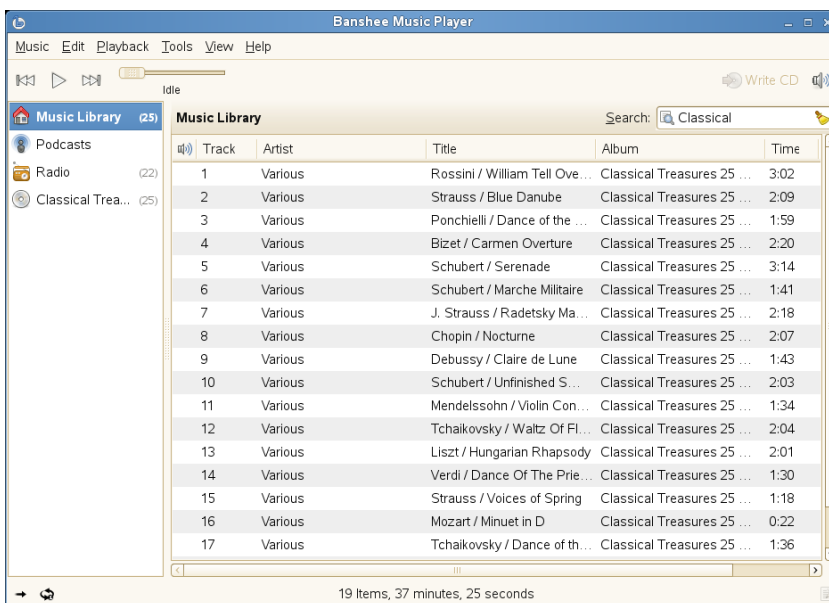 Banshee Music Player
Music Edit Playback Tools View Help
Idle
Write CD
Music Library (25)
Podcasts
Radio (22)
Classical Trea... (25)
Music Library Search: Classical
Track Artist Title Album Time
1 Various Rossini / William Tell Ove... Classical Treasures 25 ... 3:02
2 Various Strauss / Blue Danube Classical Treasures 25 ... 2:09
3 Various Ponchielli / Dance of the ... Classical Treasures 25 ... 1:59
4 Various Bizet / Carmen Overture Classical Treasures 25 ... 2:20
5 Various Schubert / Serenade Classical Treasures 25 ... 3:14
6 Various Schubert / Marche Militaire Classical Treasures 25 ... 1:41
7 Various J. Strauss / Radetsky Ma... Classical Treasures 25 ... 2:18
8 Various Chopin / Nocturne Classical Treasures 25 ... 2:07
9 Various Debussy / Claire de Lune Classical Treasures 25 ... 1:43
10 Various Schubert / Unfinished S... Classical Treasures 25 ... 2:03
11 Various Mendelssohn / Violin Con... Classical Treasures 25 ... 1:34
12 Various Tchaikovsky / Waltz Of Fl... Classical Treasures 25 ... 2:04
13 Various Liszt / Hungarian Rhapsody Classical Treasures 25 ... 2:01
14 Various Verdi / Dance Of The Prie... Classical Treasures 25 ... 1:30
15 Various Strauss / Voices of Spring Classical Treasures 25 ... 1:18
16 Various Mozart / Minuet in D Classical Treasures 25 ... 0:22
17 Various Tchaikovsky / Dance of th... Classical Treasures 25 ... 1:36
19 Items, 37 minutes, 25 seconds